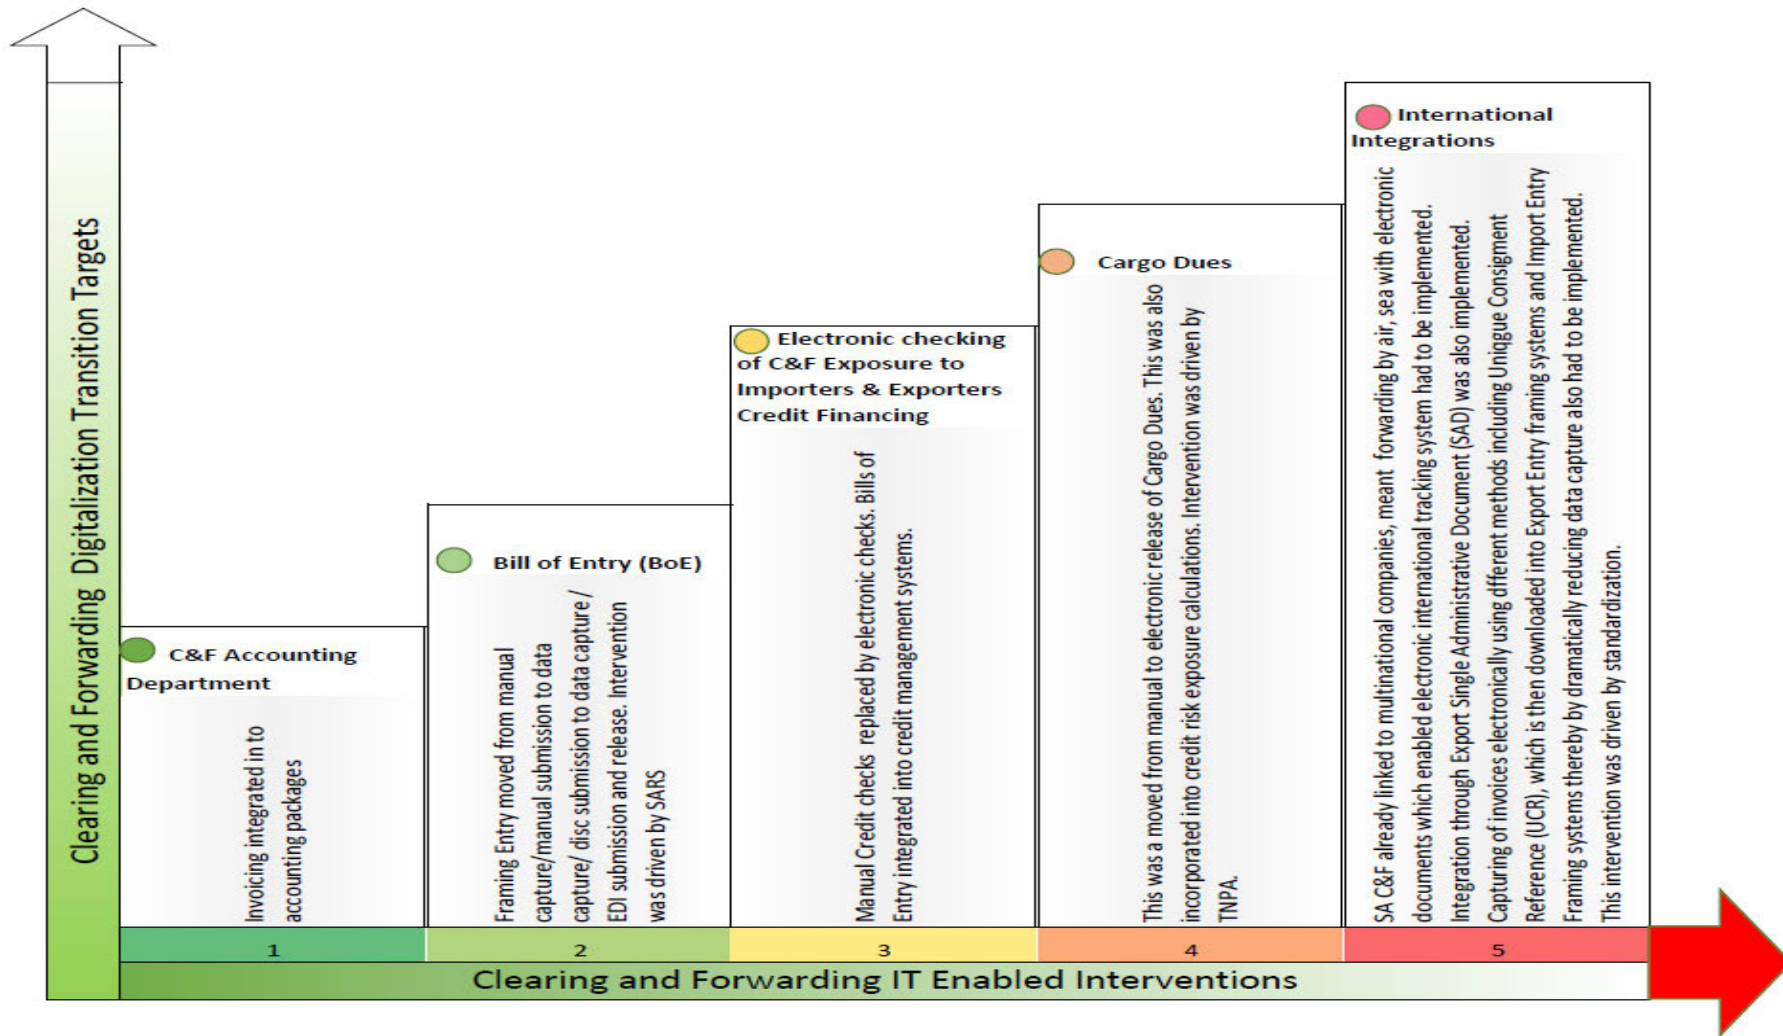 Clearing and Forwarding  Digitalization Transition Targets
C&F Accounting
Department
Invoicing integrated in to
accounting packages
Bill of Entry (BoE)
Framing Entry moved from manual
capture/manual submission to data
capture/ disc submission to data capture /
EDI submission and release. Intervention
was driven by SARS
Electronic checking
of C&F Exposure to
Importers & Exporters
Credit Financing
Manual Credit checks  replaced by electronic checks. Bills of
Entry integrated into credit management systems.
Cargo Dues
This was a moved from manual to electronic release of Cargo Dues. This was also
incorporated into credit risk exposure calculations. Intervention was driven by
TNPA.
International
Integrations
SA C&F already linked to multinational companies, meant  forwarding by air, sea with electronic
documents which enabled electronic international tracking system had to be implemented.
Integration through Export Single Administrative Document (SAD) was also implemented.
Capturing of invoices electronically using different methods including Uniqgue Consigment
Reference (UCR), which is then downloaded into Export Entry framing systems and Import Entry
Framing systems thereby by dramatically reducing data capture also had to be implemented.
This intervention was driven by standardization.
1
2
3
4
5
Clearing and Forwarding IT Enabled Interventions